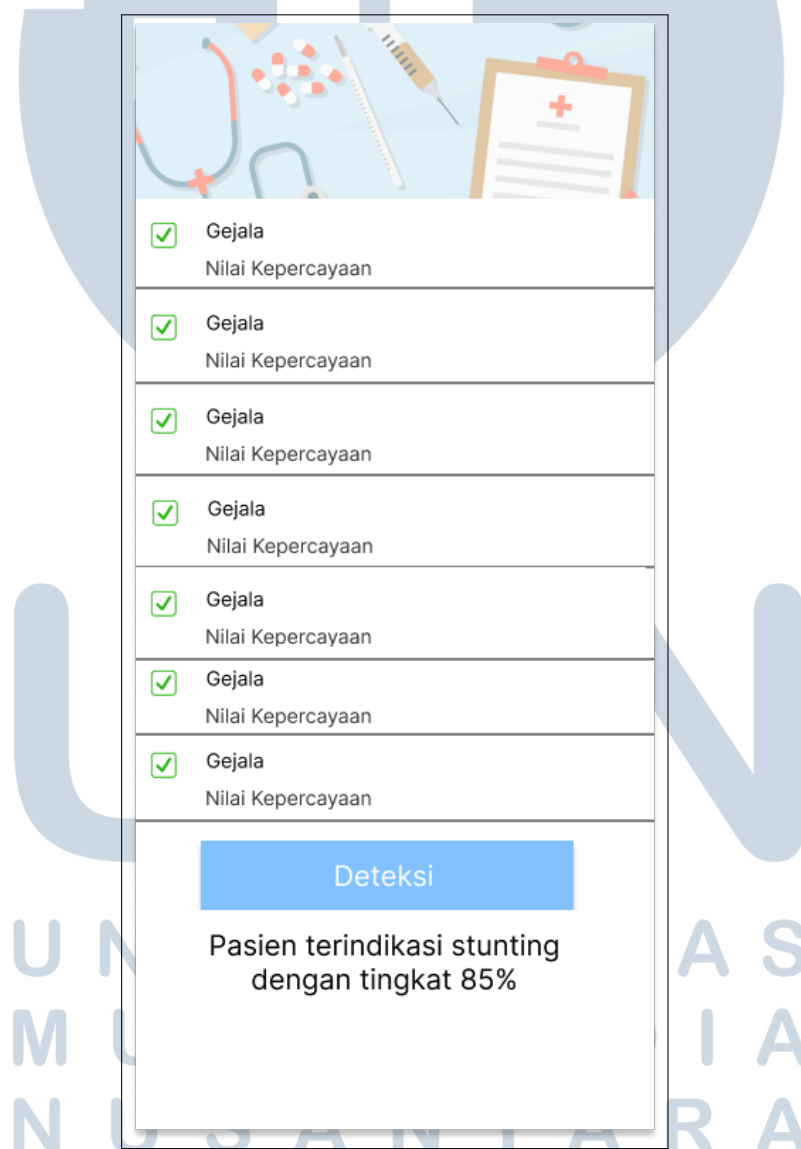 Gejala
Nilai Kepercayaan
Gejala
Nilai Kepercayaan
Gejala
Nilai Kepercayaan
Gejala
Nilai Kepercayaan
Gejala
Nilai Kepercayaan
Gejala
Nilai Kepercayaan
Gejala
Nilai Kepercayaan
Deteksi
Pasien terindikasi stunting
dengan tingkat 85%
NUSANTARA